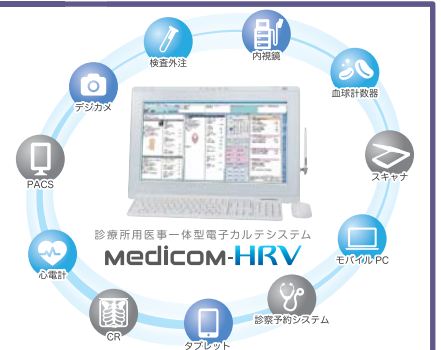 内視鏡
検査外注
血球計数器
デジカメ
スキャナ
PACS
診療所用医事一体型電子カルテシステム
Medicom-HRV
モバイルPC
心電計
診察予約システム
CR
タブレット